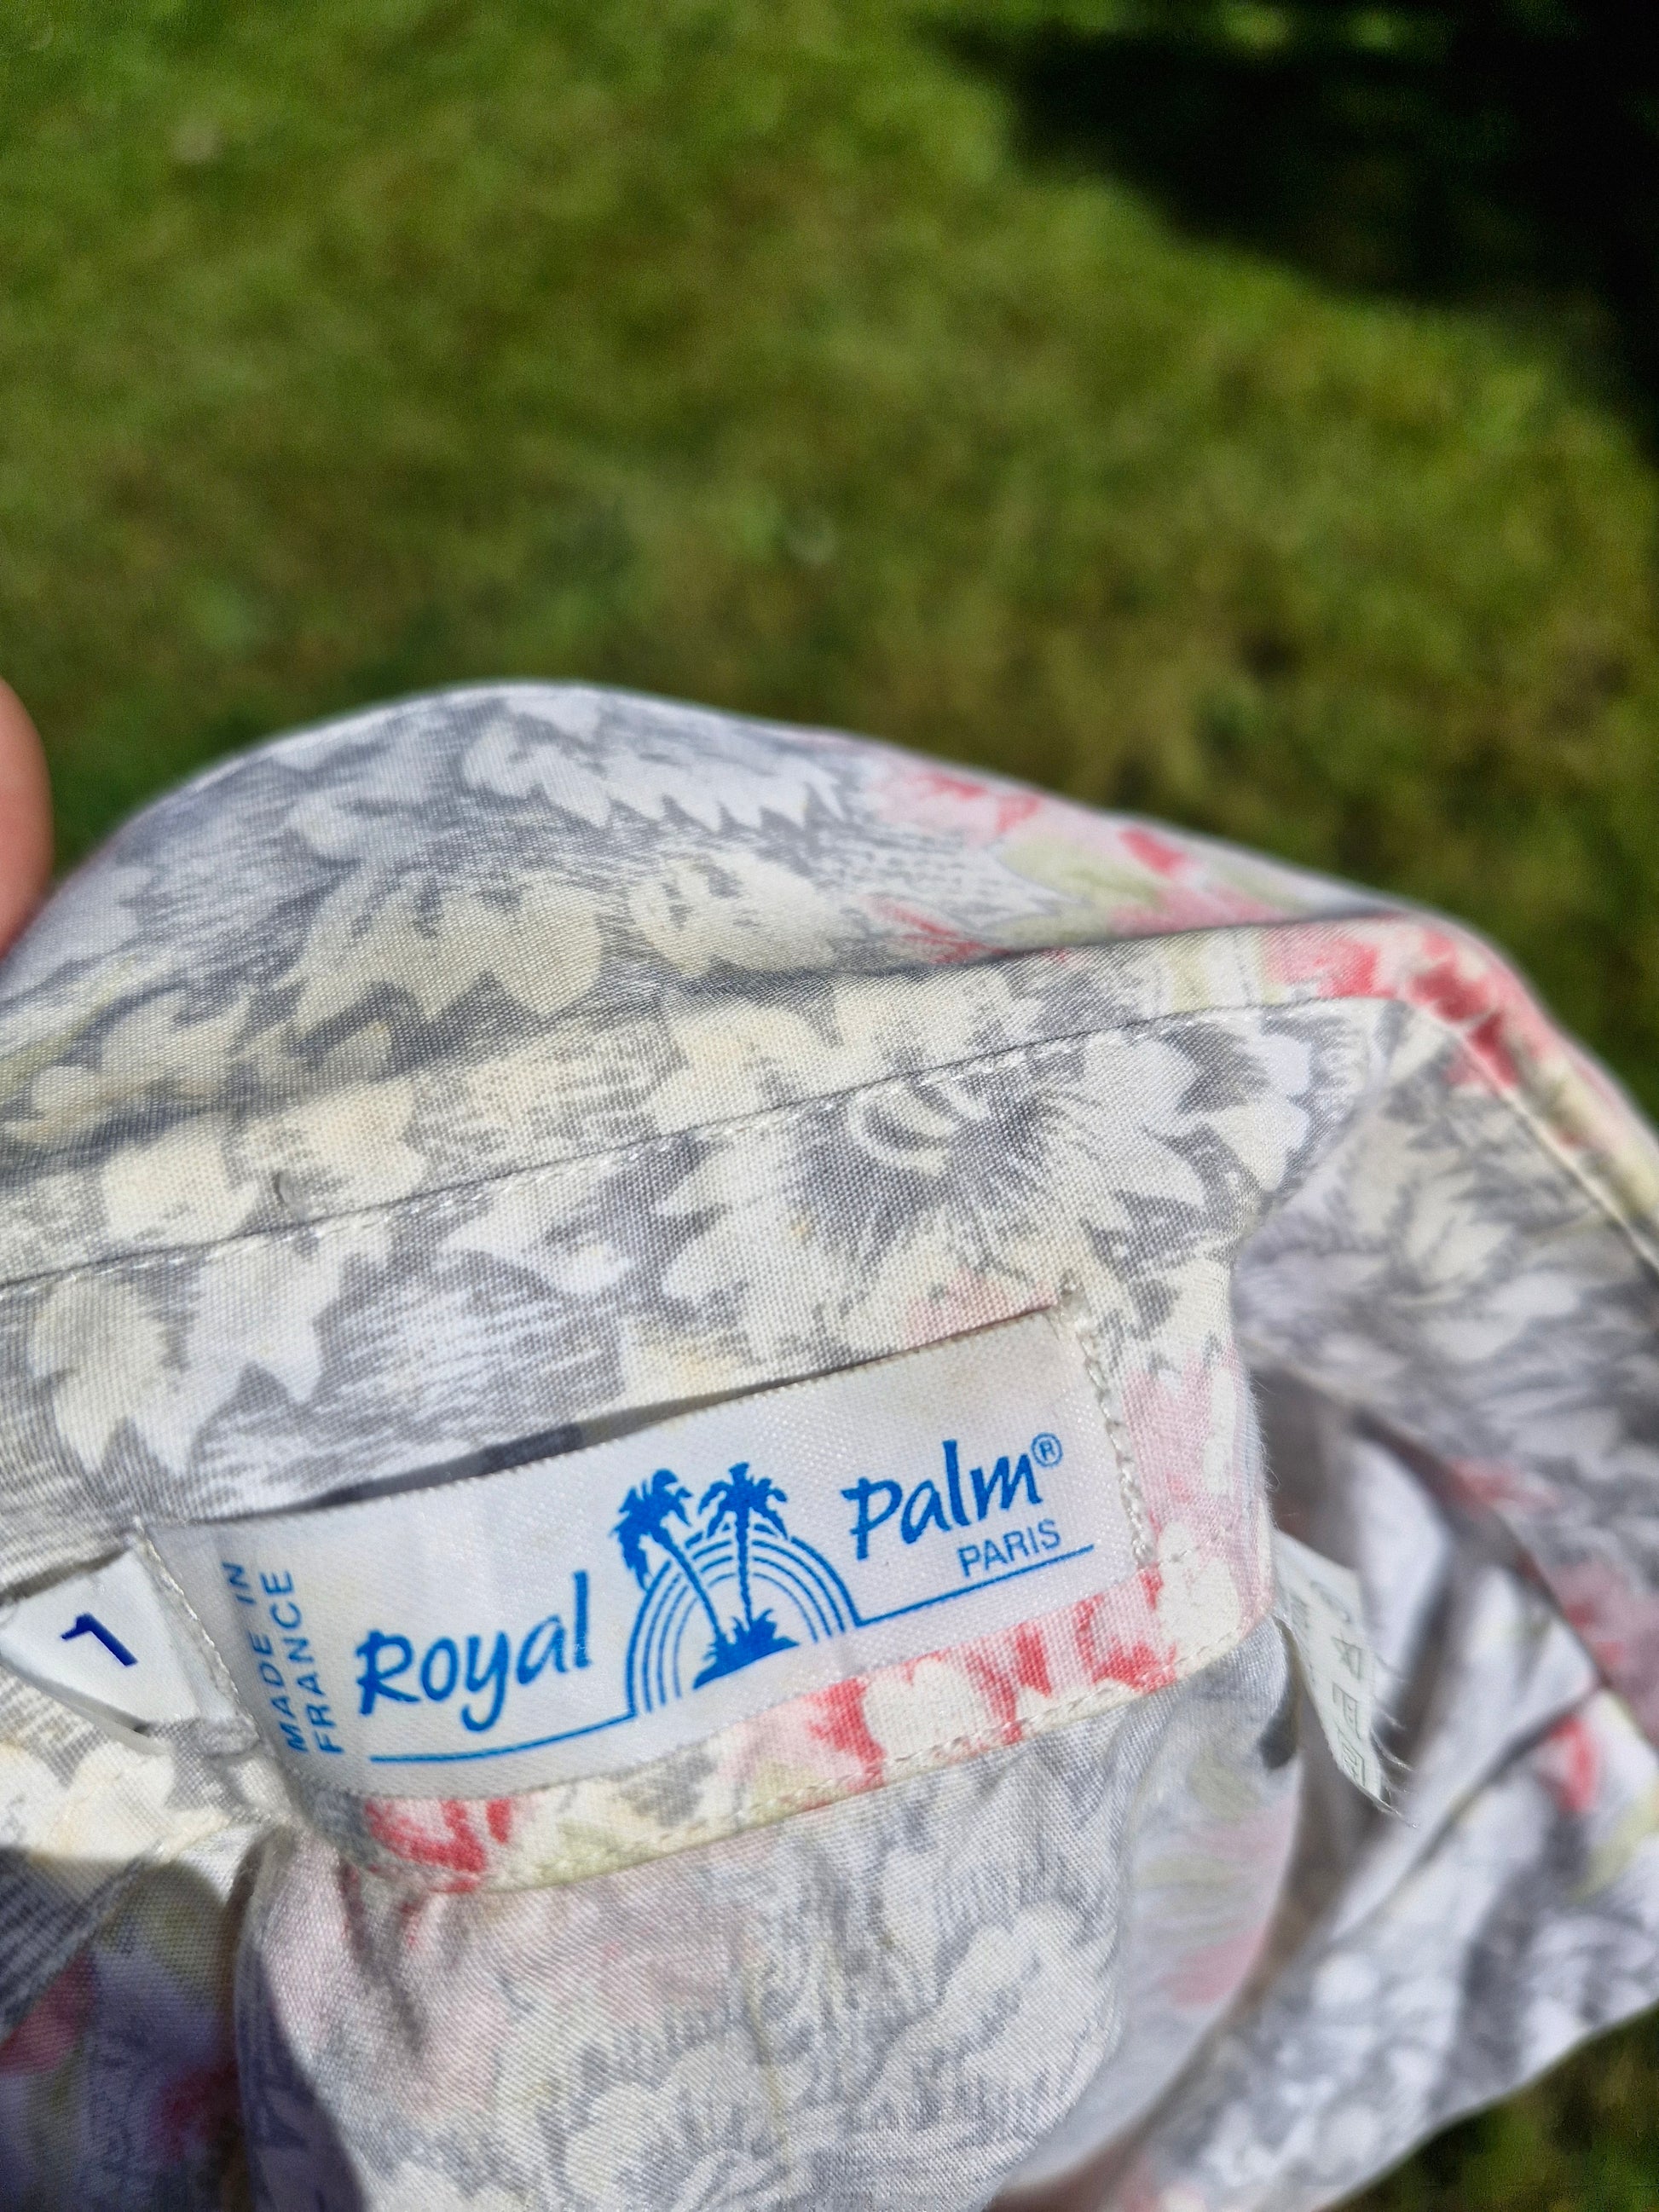 1
MADE IN
FRANCE
Royal Palm®
PARIS